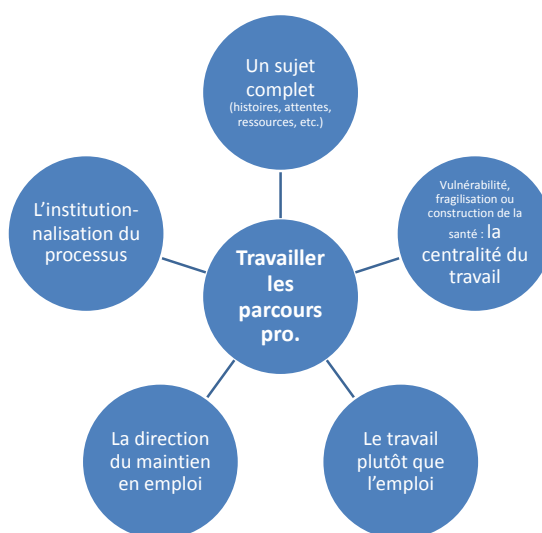 Un sujet
complet
(histoires, attentes,
ressources, etc.)
Vulnérabilité,
fragilisation ou
construction de la
santé : la
centralité du
travail
L'institution-
nalisation du
processus
Travailler
les
parcours
pro.
La direction
du maintien
en emploi
Le travail
plutôt que
l'emploi